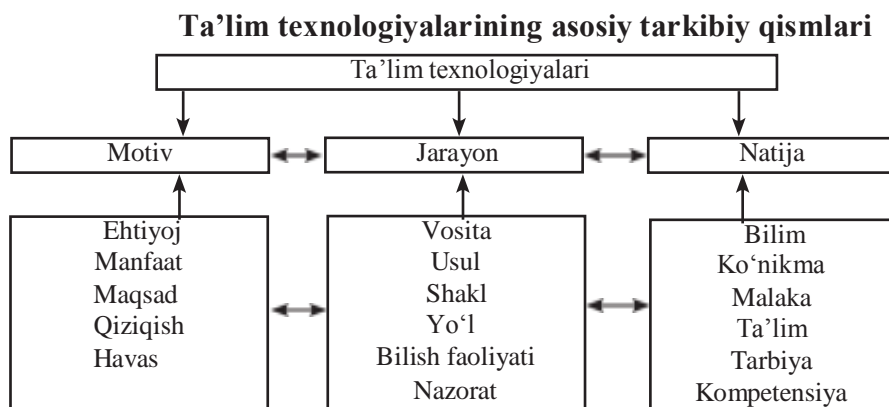 Ta’lim texnologiyalarining asosiy tarkibiy qismlari
Ta’lim texnologiyalari
Motiv
Jarayon
Natija
Ehtiyoj
Manfaat
Maqsad
Qiziqish
Havas
Vosita
Usul
Shakl
Yo‘l
Bilish faoliyati
Nazorat
Bilim
Ko‘nikma
Malaka
Ta’lim
Tarbiya
Kompetensiya